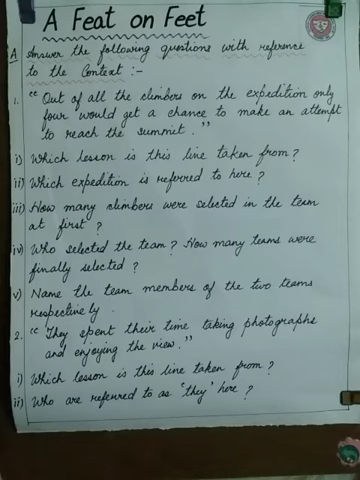 A Feat on Feet
A Answer the following questions with reference
to the Context :-
1. "Out of all the climbers on the expedition only
four would get a chance to make an attempt
to reach the summit."
i) Which lesson is this line taken from?
ii) Which expedition is referred to here?
iii) How many climbers were selected in the team
at first?
iv) Who selected the team? How many teams were
finally selected?
v) Name the team members of the two teams
respectively.
2. "They spent their time taking photographs
and enjoying the view."
i) Which lesson is this line taken from?
ii) Who are referred to as 'they' here?